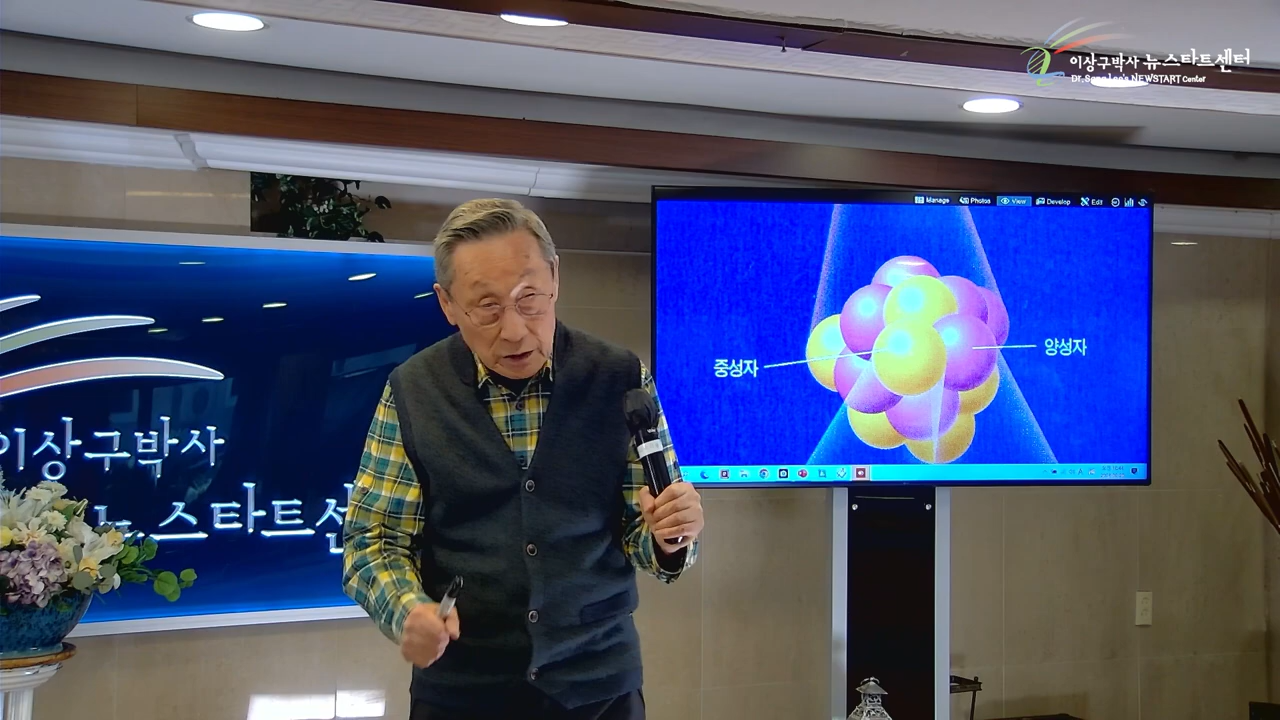 이상구박사 뉴스타트센터
Dr. Sang Lee's NEWSTART Center
Manage Photos View Develop Edit
중성자
양성자
이상구박사
뉴스타트센